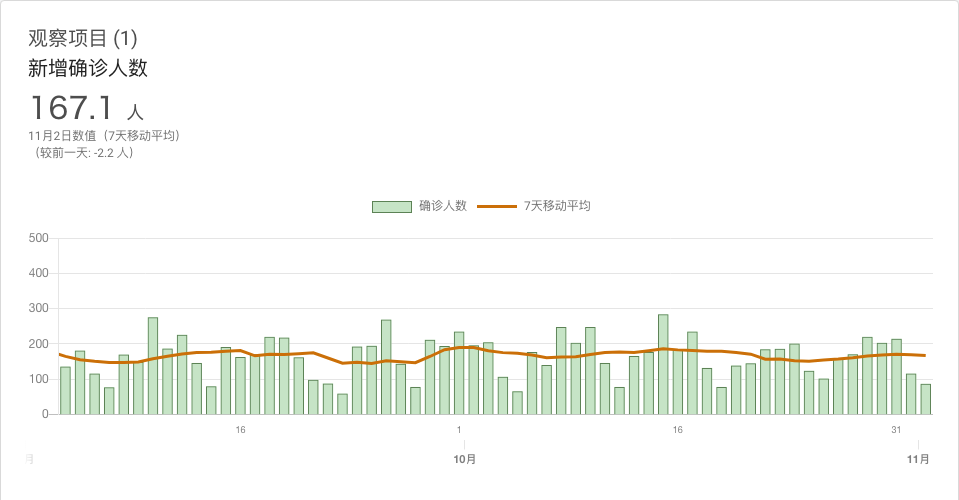 观察项目 (1)
新增确诊人数
167.1 人
11月2日数值（7天移动平均）
（较前一天: -2.2 人）
确诊人数 7天移动平均
500
400
300
200
100
0
16 1 16 31
月 10月 11月